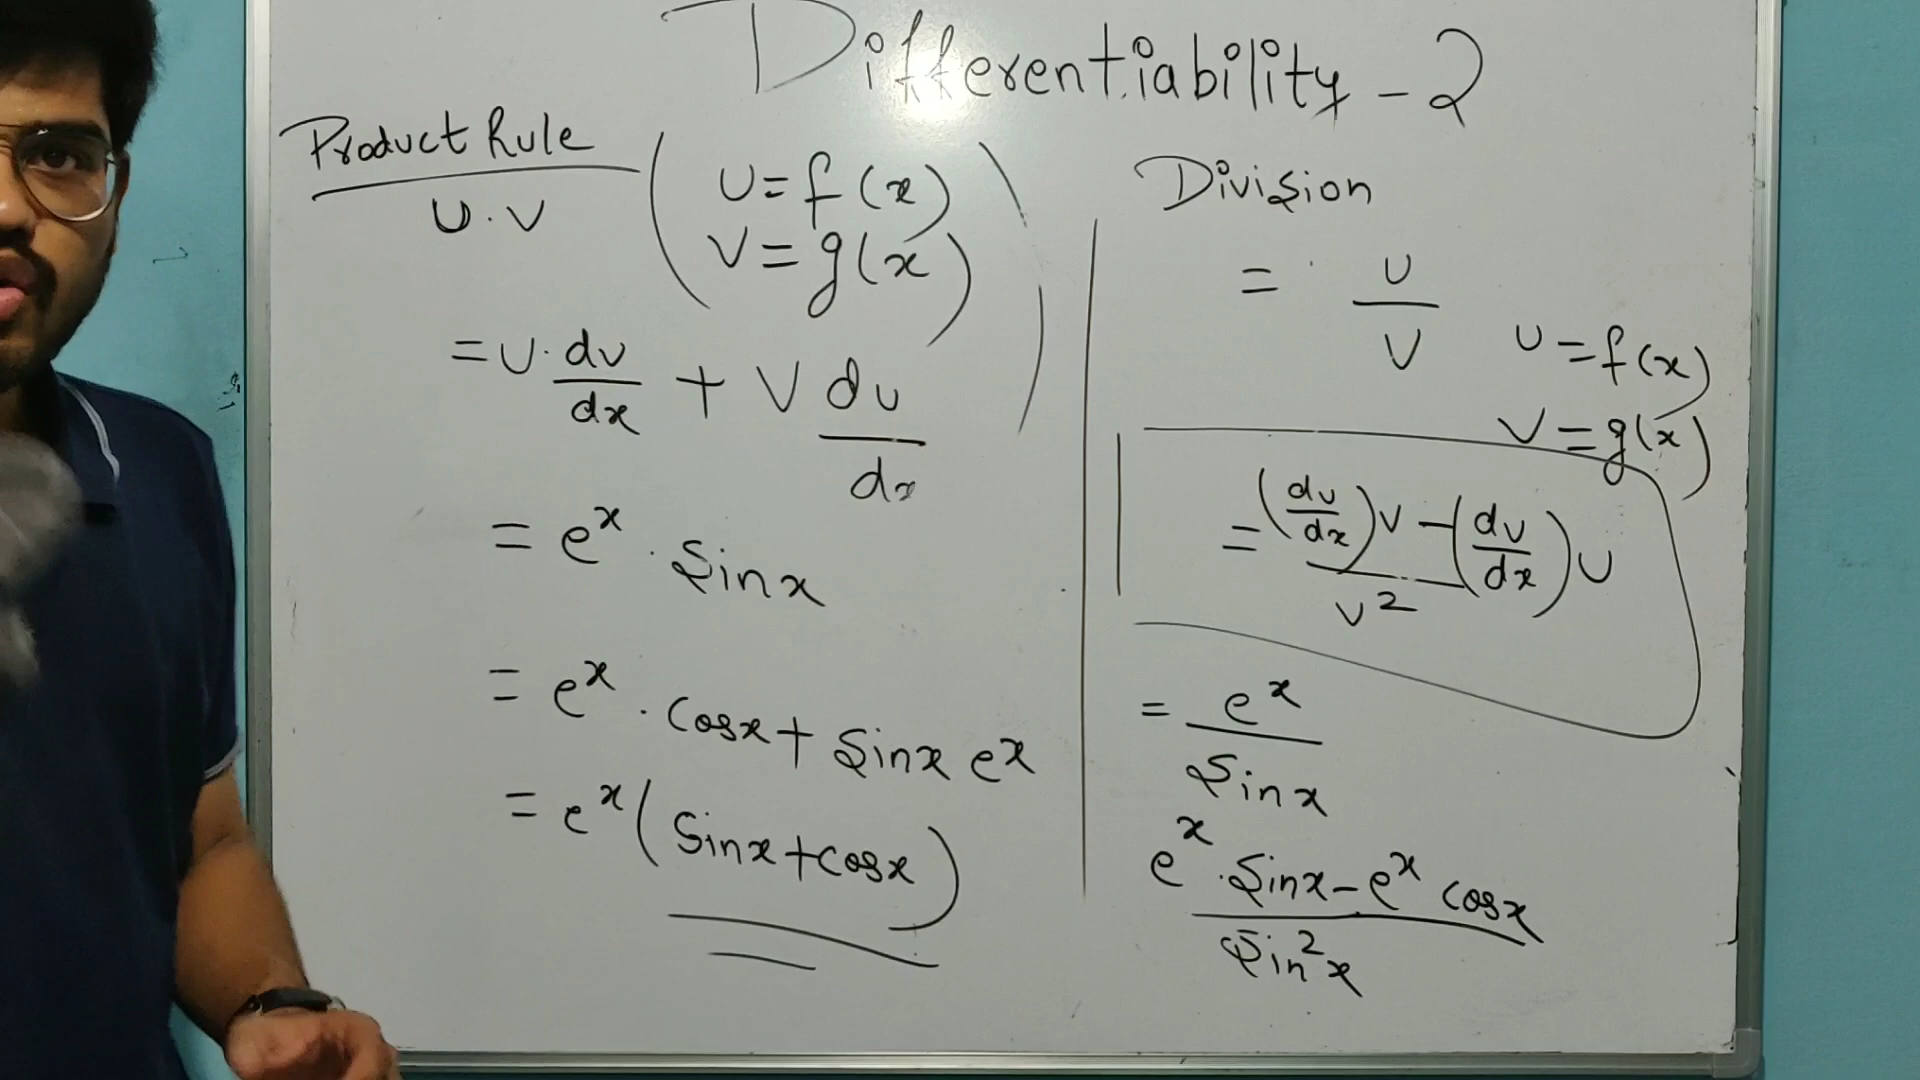 Differentiability - 2
Product Rule
U . V
U = f(x)
V = g(x)
= U . dv/dx + V du/dx
= e^x . Sinx
= e^x . Cosx + Sinx e^x
= e^x (Sinx + Cosx)
Division
= U/V
U = f(x)
V = g(x)
= ((du/dx)V - (dv/dx)U)/V^2
= e^x/Sinx
(e^x . Sinx - e^x Cosx)/Sin^2x